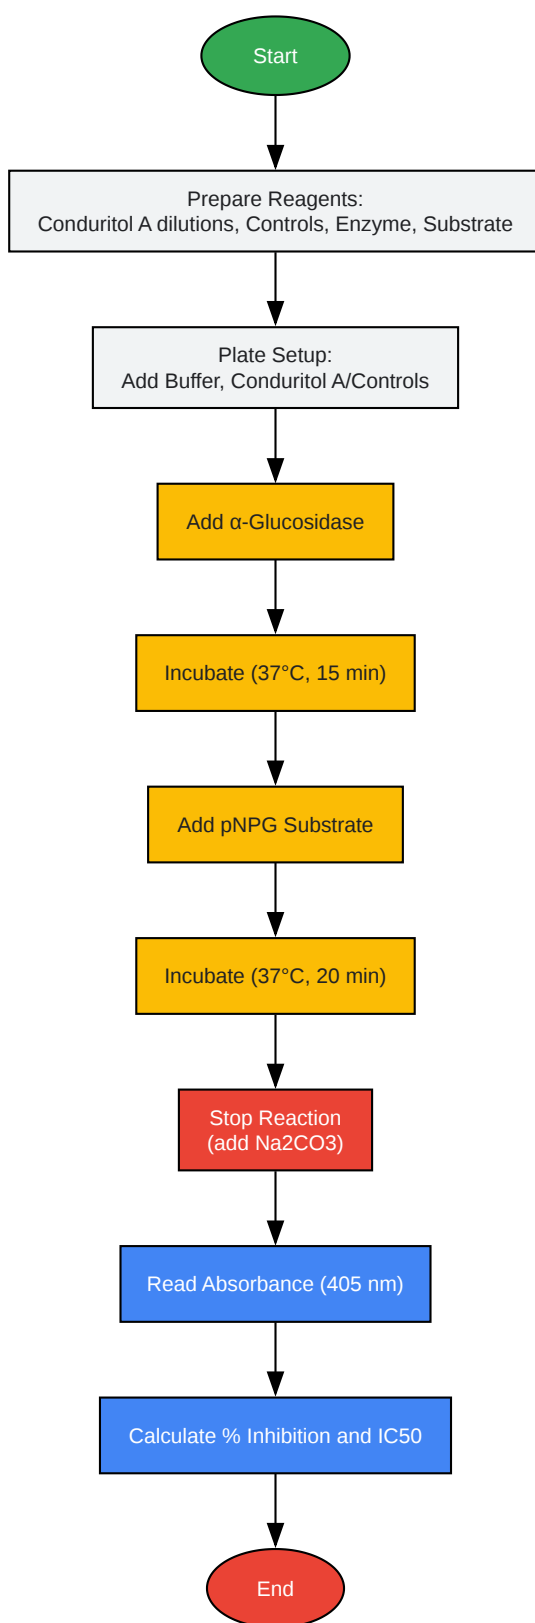 Start
Prepare Reagents:
Conduritol A dilutions, Controls, Enzyme, Substrate
Plate Setup:
Add Buffer, Conduritol A/Controls
Add α-Glucosidase
Incubate (37°C, 15 min)
Add pNPG Substrate
Incubate (37°C, 20 min)
Stop Reaction
(add Na2CO3)
Read Absorbance (405 nm)
Calculate % Inhibition and IC50
End